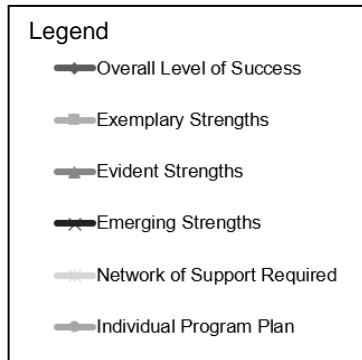 Legend
Overall Level of Success
Exemplary Strengths
Evident Strengths
Emerging Strengths
Network of Support Required
Individual Program Plan